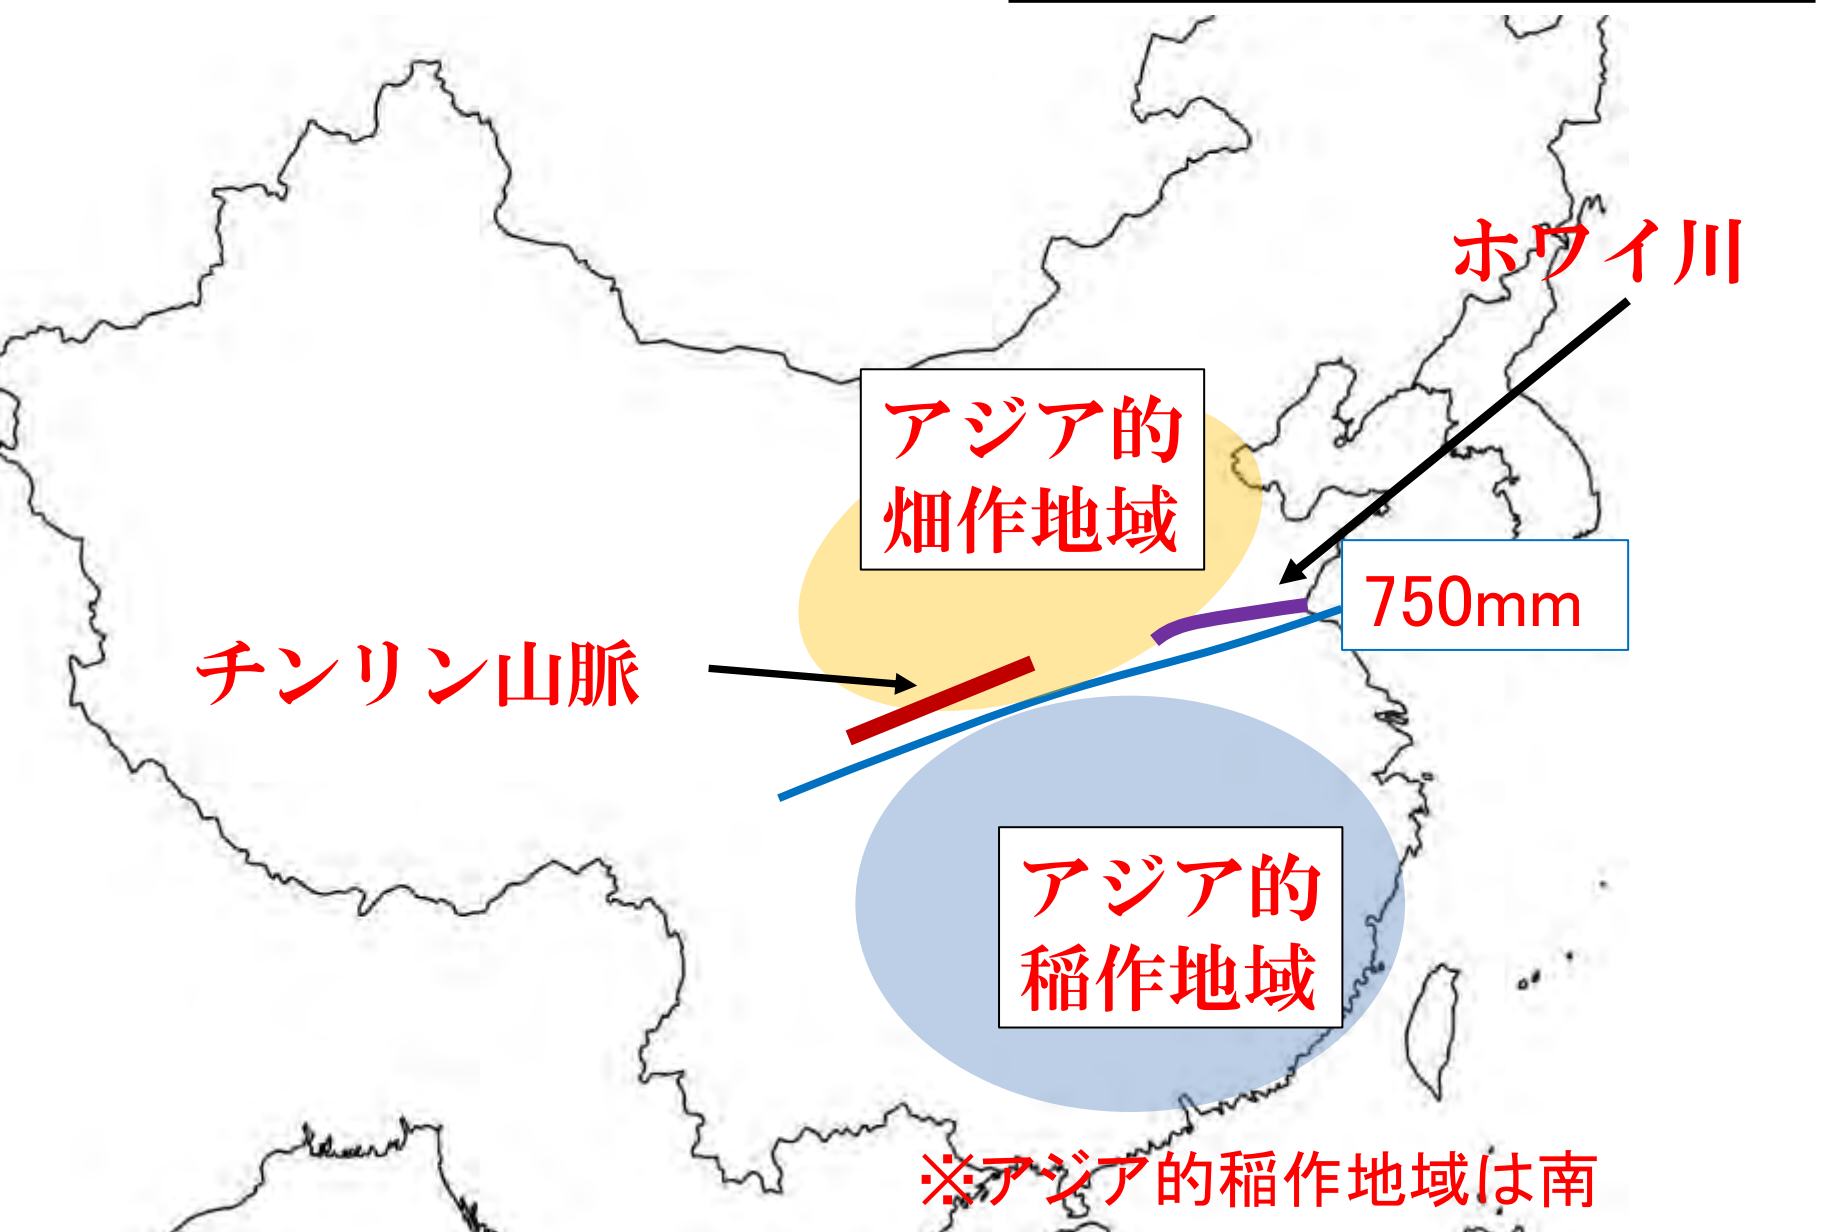 ホワイ川
アジア的
畑作地域
750mm
チンリン山脈
アジア的
稲作地域
※アジア的稲作地域は南